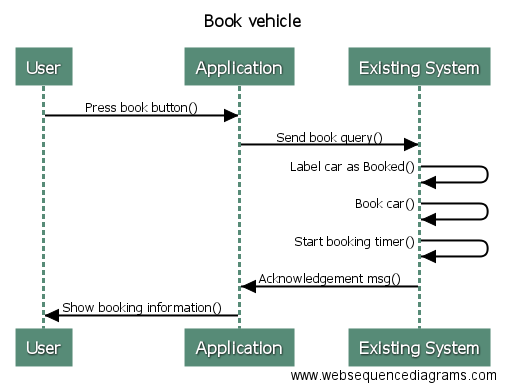 Book vehicle
User
Application
Existing System
Press book button()
Send book query()
Label car as Booked()
Book car()
Start booking timer()
Acknowledgement msg()
Show booking information()
User
Application
Existing System
www.websequencediagrams.com